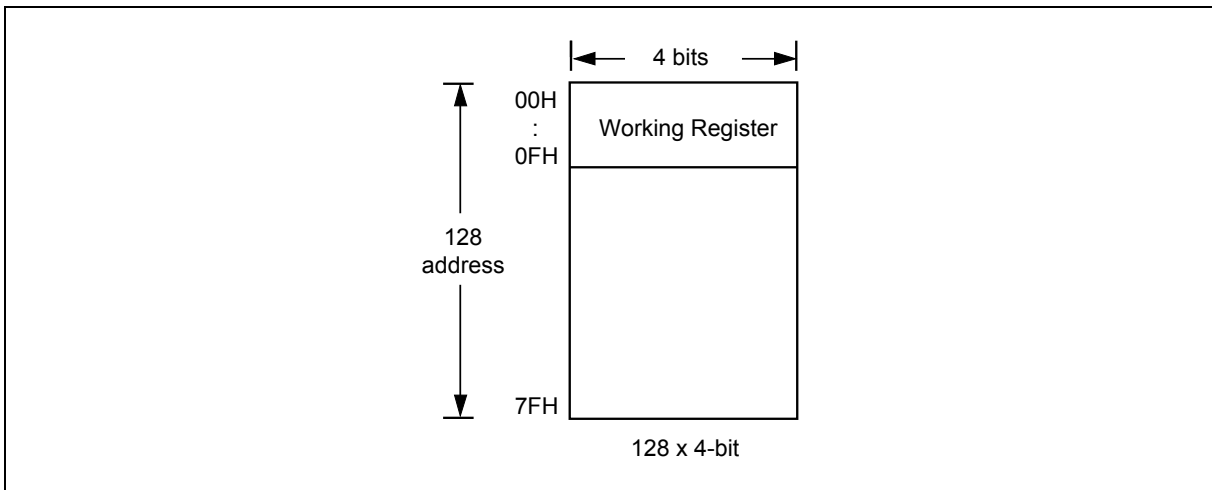 4 bits
00H
:
0FH
Working Register
128
address
7FH
128 x 4-bit